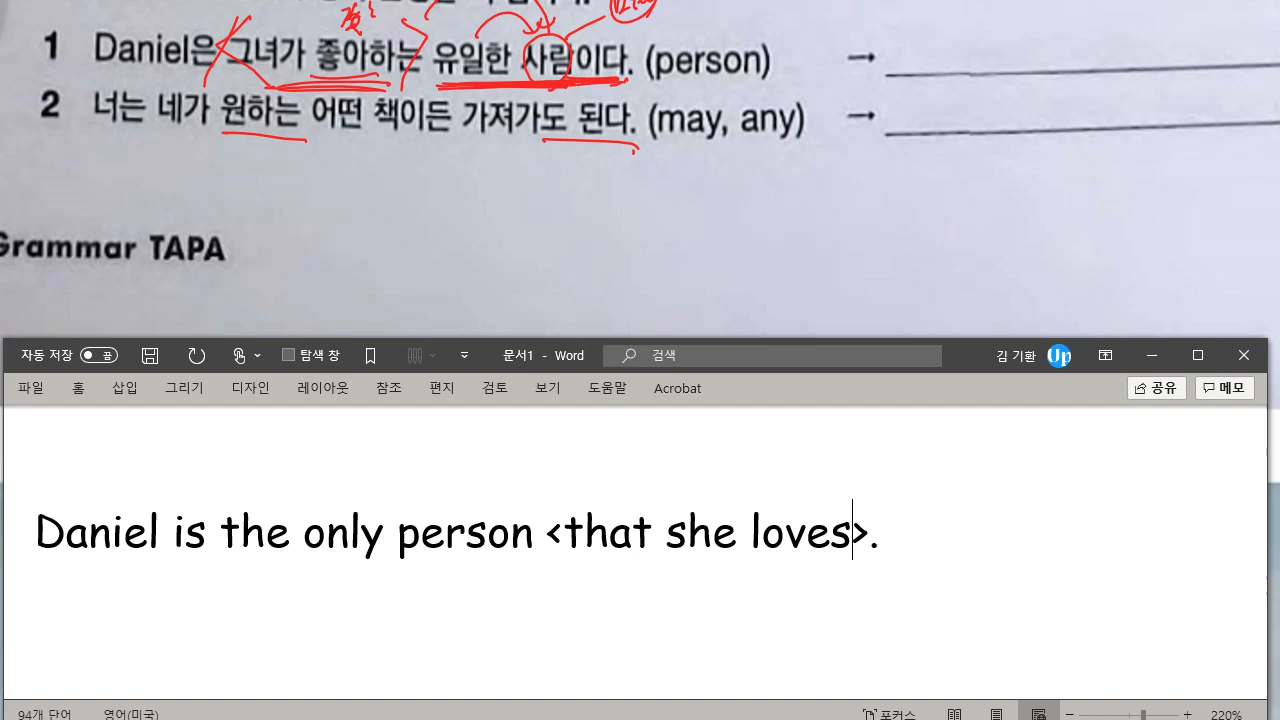 1 Daniel은 그녀가 좋아하는 유일한 사람이다. (person) →
2 너는 네가 원하는 어떤 책이든 가져가도 된다. (may, any) →
Grammar TAPA
자동 저장 끔 탐색 창 문서1 - Word 검색 김 기환 Up
파일 홈 삽입 그리기 디자인 레이아웃 참조 편지 검토 보기 도움말 Acrobat 공유 메모
Daniel is the only person <that she loves>.
94개 단어 영어(미국) 포커스 220%